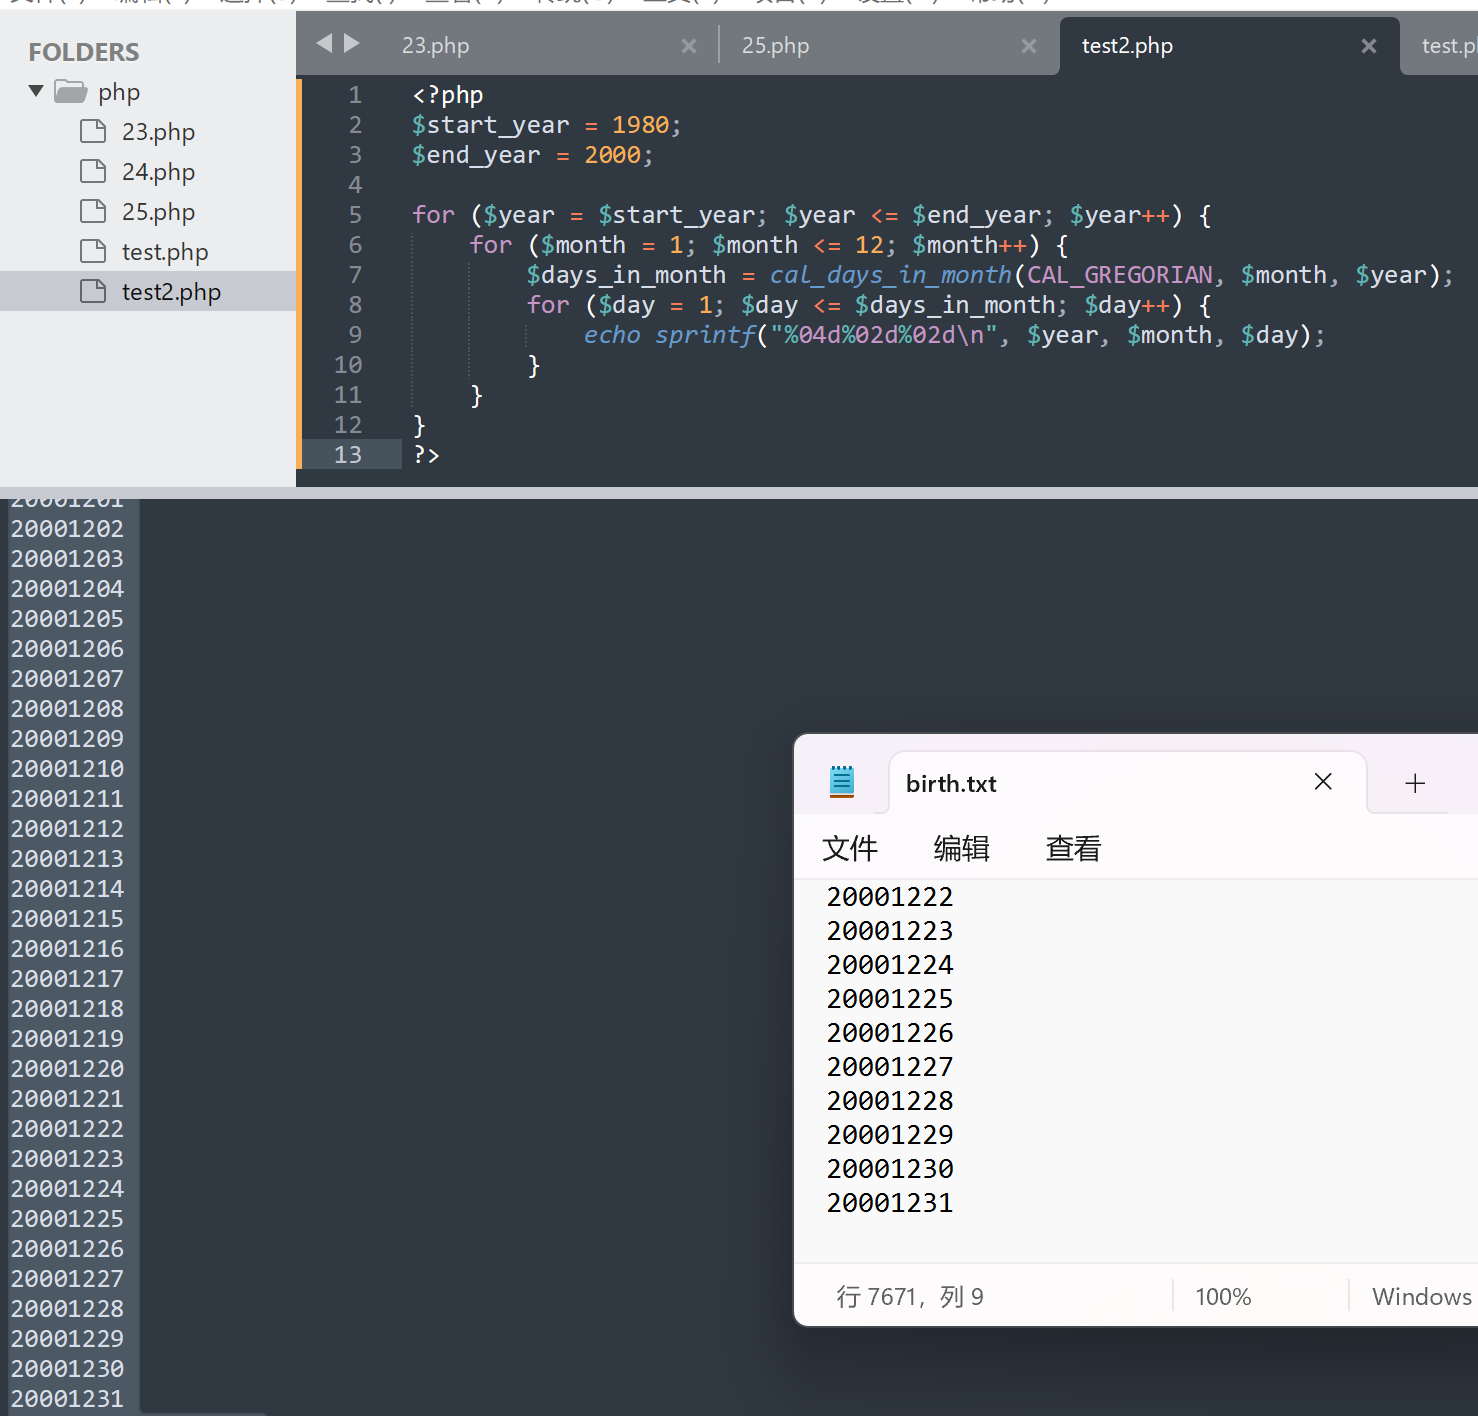 FOLDERS
php
23.php
24.php
25.php
test.php
test2.php
23.php
25.php
test2.php
1 <?php
2 $start_year = 1980;
3 $end_year = 2000;
4
5 for ($year = $start_year; $year <= $end_year; $year++) {
6 for ($month = 1; $month <= 12; $month++) {
7 $days_in_month = cal_days_in_month(CAL_GREGORIAN, $month, $year);
8 for ($day = 1; $day <= $days_in_month; $day++) {
9 echo sprintf("%04d%02d%02d\n", $year, $month, $day);
10 }
11 }
12 }
13 ?>
20001201
20001202
20001203
20001204
20001205
20001206
20001207
20001208
20001209
20001210
20001211
20001212
20001213
20001214
20001215
20001216
20001217
20001218
20001219
20001220
20001221
20001222
20001223
20001224
20001225
20001226
20001227
20001228
20001229
20001230
20001231
birth.txt
文件 编辑 查看
20001222
20001223
20001224
20001225
20001226
20001227
20001228
20001229
20001230
20001231
行 7671，列 9
100%
Windows